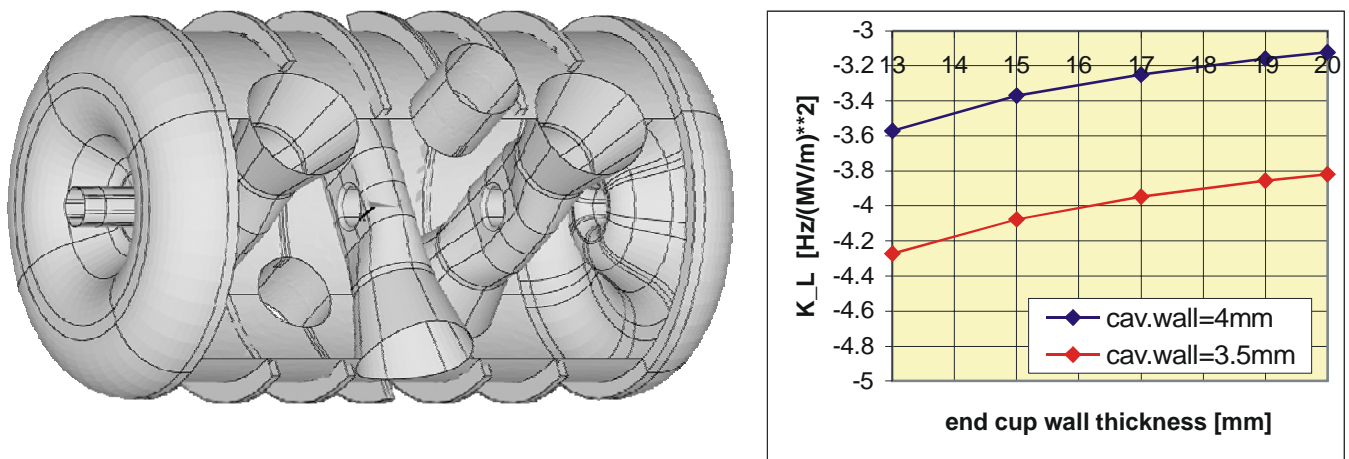 -3
-3.2
13 14 15 16 17 18 19 20
-3.4
-3.6
-3.8
-4
-4.2
-4.4
-4.6
-4.8
-5
K_L [Hz/(MV/m)**2]
cav.wall=4mm
cav.wall=3.5mm
end cup wall thickness [mm]